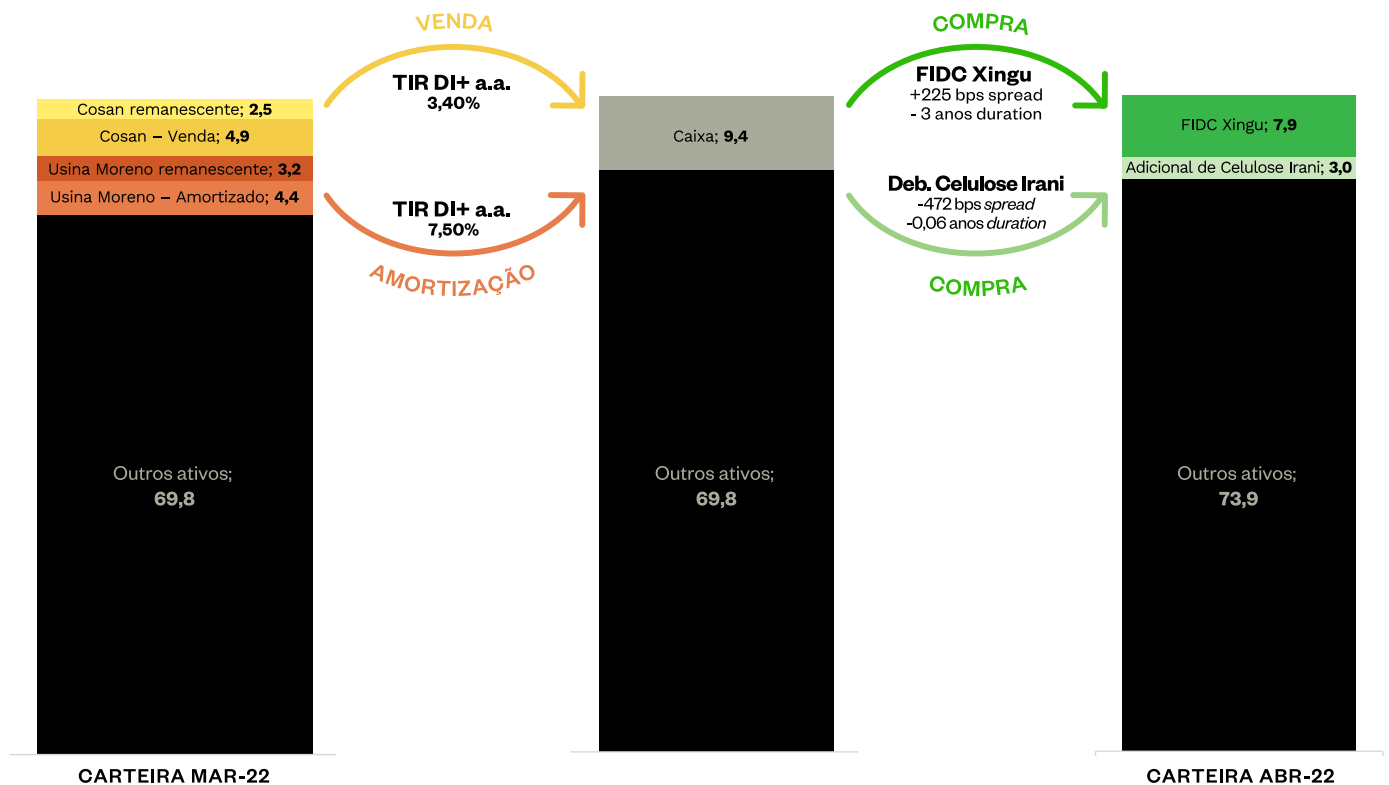 VENDA
COMPRA
Cosan remanescente; 2,5
Cosan – Venda; 4,9
Usina Moreno remanescente; 3,2
Usina Moreno – Amortizado; 4,4
Outros ativos;
69,8
CARTEIRA MAR-22
TIR DI+ a.a.
3,40%
TIR DI+ a.a.
7,50%
AMORTIZAÇÃO
Caixa; 9,4
Outros ativos;
69,8
FIDC Xingu
+225 bps spread
- 3 anos duration
Deb. Celulose Irani
-472 bps spread
-0,06 anos duration
COMPRA
FIDC Xingu; 7,9
Adicional de Celulose Irani; 3,0
Outros ativos;
73,9
CARTEIRA ABR-22